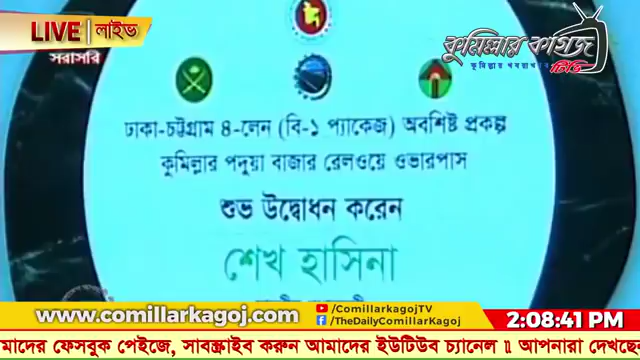 LIVE লাইভ
সরাসরি
কুমিল্লার কাগজ
টিভি
ঢাকা-চট্টগ্রাম ৪-লেন (বি-১ প্যাকেজ) অবশিষ্ট প্রকল্প
কুমিল্লার পদুয়া বাজার রেলওয়ে ওভারপাস
শুভ উদ্বোধন করেন
শেখ হাসিনা
www.comillarkagoj.com
/ComillarkagojTV
/TheDailyComillarKagoj
2:08:41 PM
মাদের ফেসবুক পেইজে, সাবস্ক্রাইব করুন আমাদের ইউটিউব চ্যানেল ॥ আপনারা দেখছে